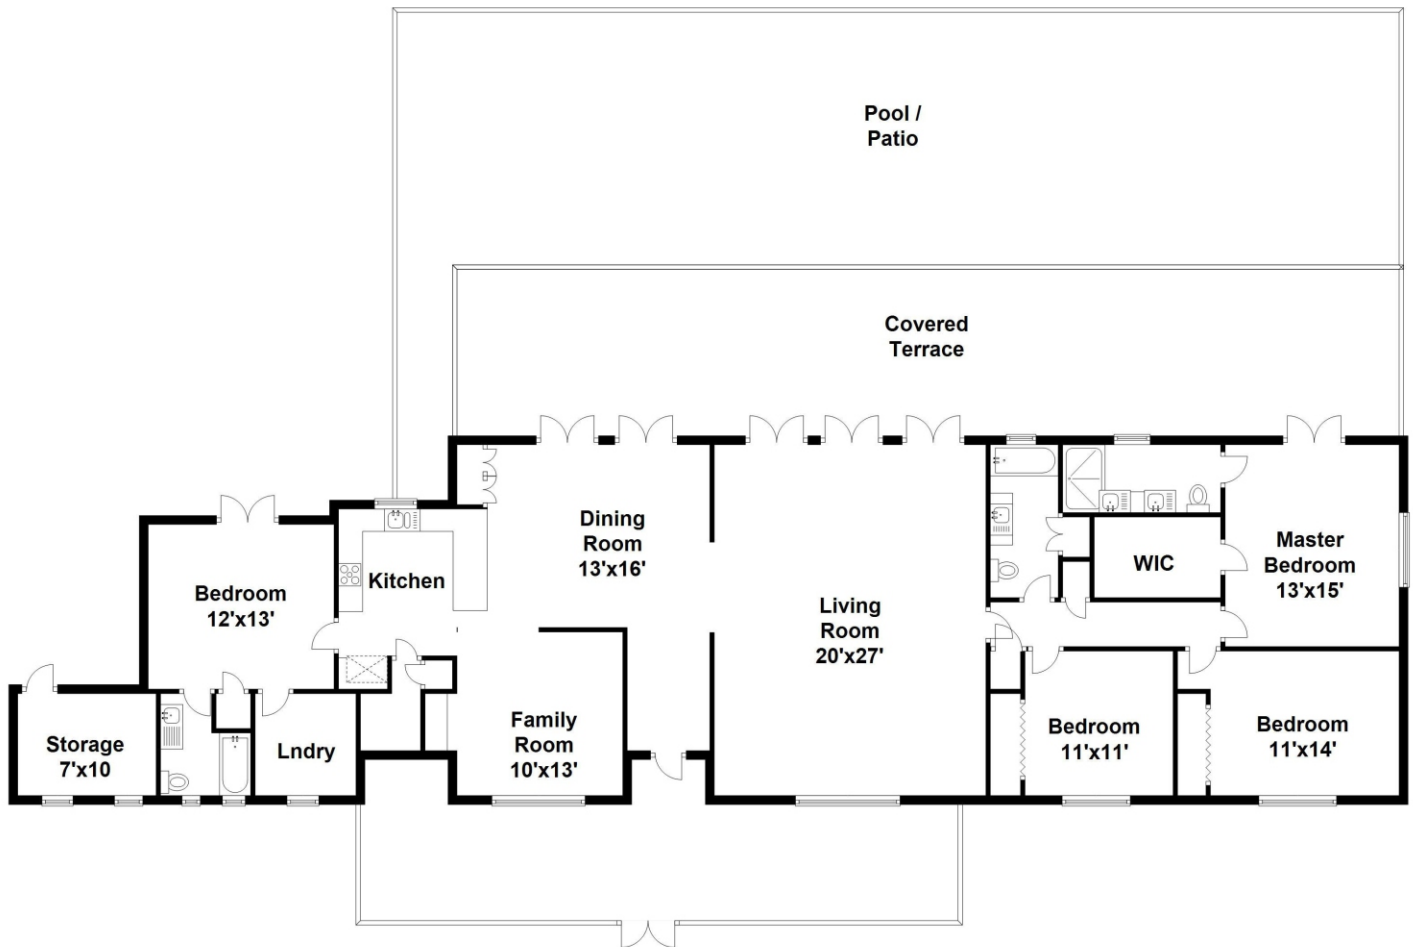 Pool /
Patio
Covered
Terrace
Dining
Room
13'x16'
Kitchen
Bedroom
12'x13'
Living
Room
20'x27'
WIC
Master
Bedroom
13'x15'
Storage
7'x10
Lndry
Family
Room
10'x13'
Bedroom
11'x11'
Bedroom
11'x14'